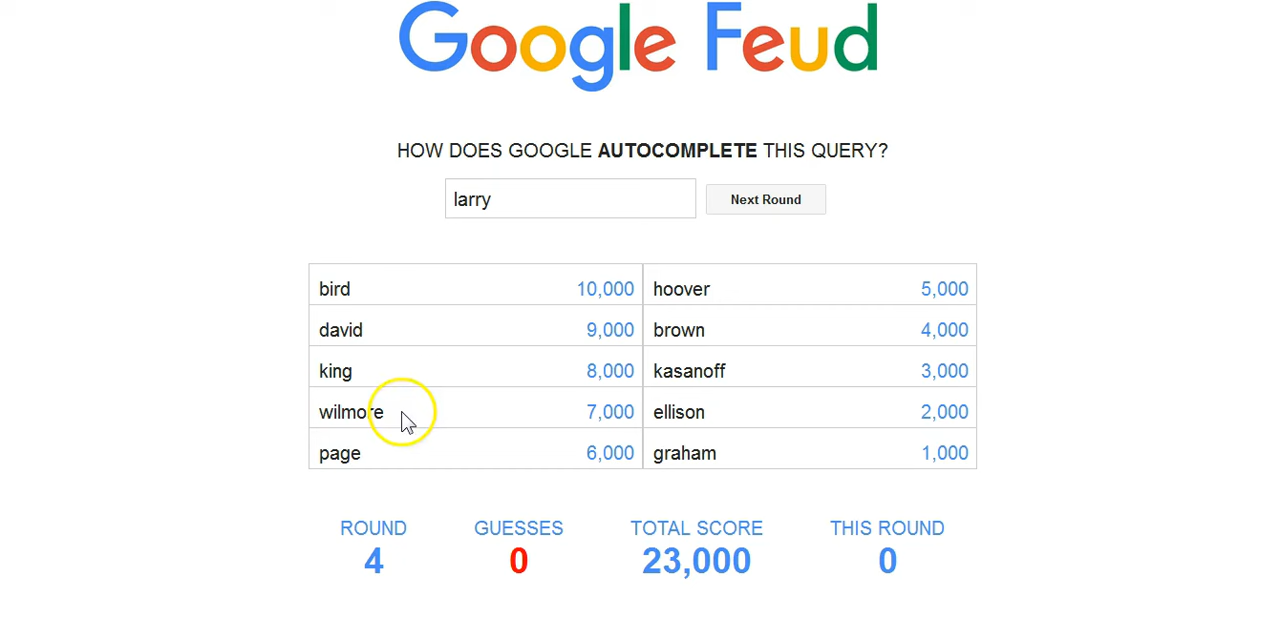 Google Feud
HOW DOES GOOGLE AUTOCOMPLETE THIS QUERY?
larry
Next Round
bird 10,000 hoover 5,000
david 9,000 brown 4,000
king 8,000 kasanoff 3,000
wilmore 7,000 ellison 2,000
page 6,000 graham 1,000
ROUND GUESSES TOTAL SCORE THIS ROUND
4 0 23,000 0